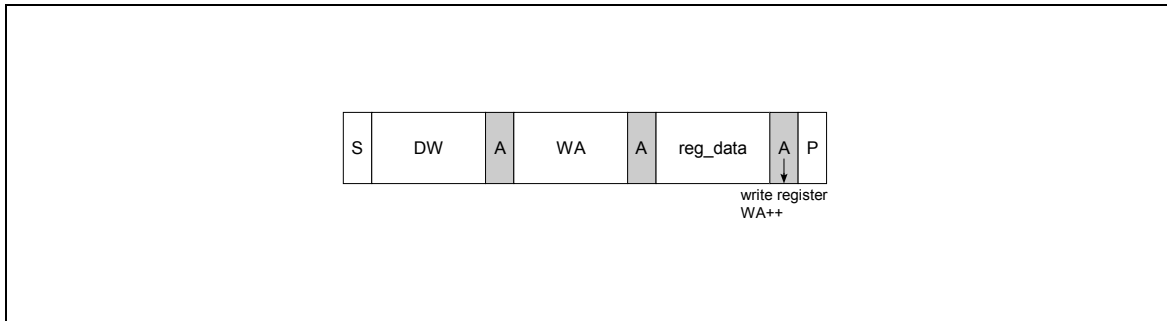 S DW A WA A reg_data A P
write register
WA++